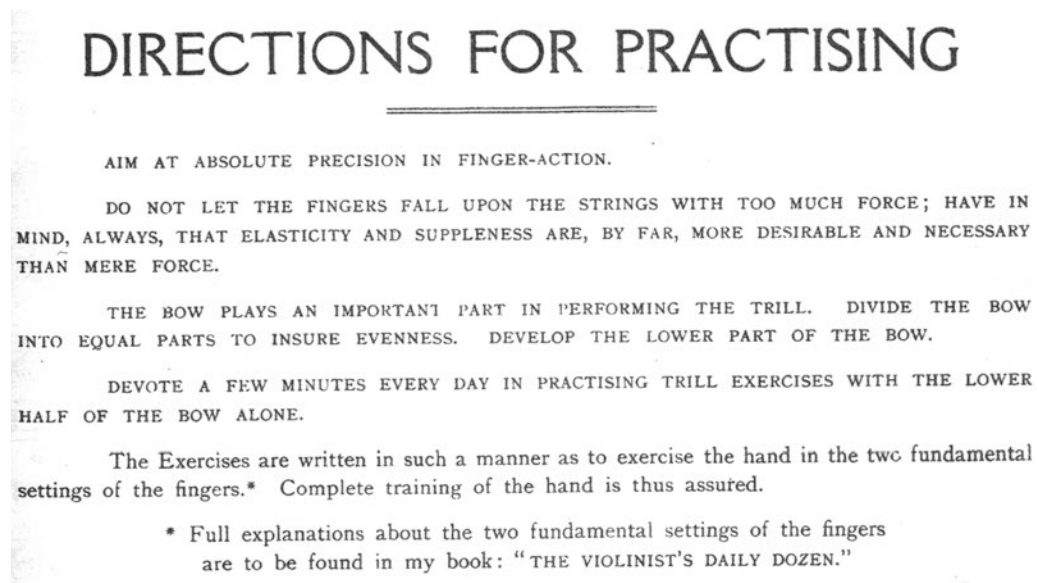 DIRECTIONS FOR PRACTISING
AIM AT ABSOLUTE PRECISION IN FINGER-ACTION.
DO NOT LET THE FINGERS FALL UPON THE STRINGS WITH TOO MUCH FORCE; HAVE IN
MIND, ALWAYS, THAT ELASTICITY AND SUPPLENESS ARE, BY FAR, MORE DESIRABLE AND NECESSARY
THAN MERE FORCE.
THE BOW PLAYS AN IMPORTANT PART IN PERFORMING THE TRILL. DIVIDE THE BOW
INTO EQUAL PARTS TO INSURE EVENNESS. DEVELOP THE LOWER PART OF THE BOW.
DEVOTE A FEW MINUTES EVERY DAY IN PRACTISING TRILL EXERCISES WITH THE LOWER
HALF OF THE BOW ALONE.
The Exercises are written in such a manner as to exercise the hand in the two fundamental
settings of the fingers.* Complete training of the hand is thus assured.
* Full explanations about the two fundamental settings of the fingers
are to be found in my book: "THE VIOLINIST'S DAILY DOZEN."